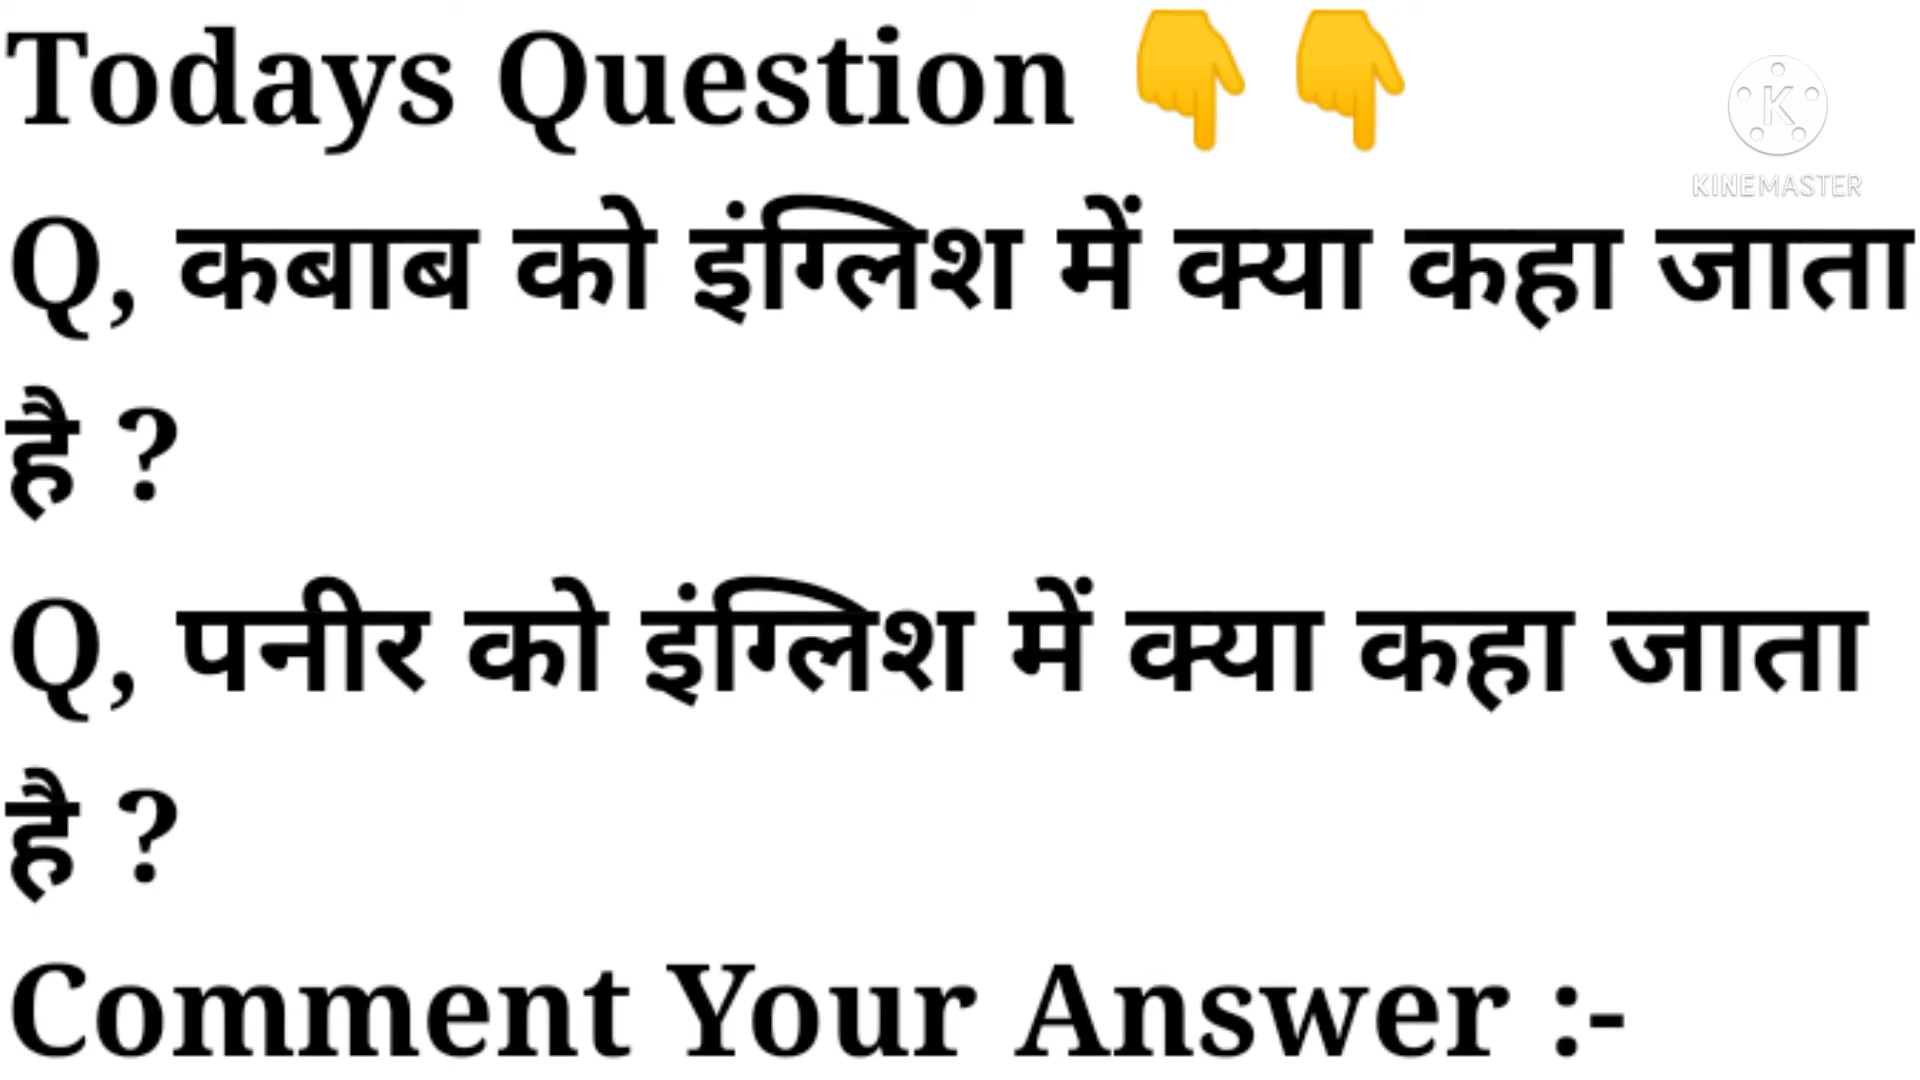 Todays Question 👇 👇
KINEMASTER
Q, कबाब को इंग्लिश में क्या कहा जाता
है ?
Q, पनीर को इंग्लिश में क्या कहा जाता
है ?
Comment Your Answer :-